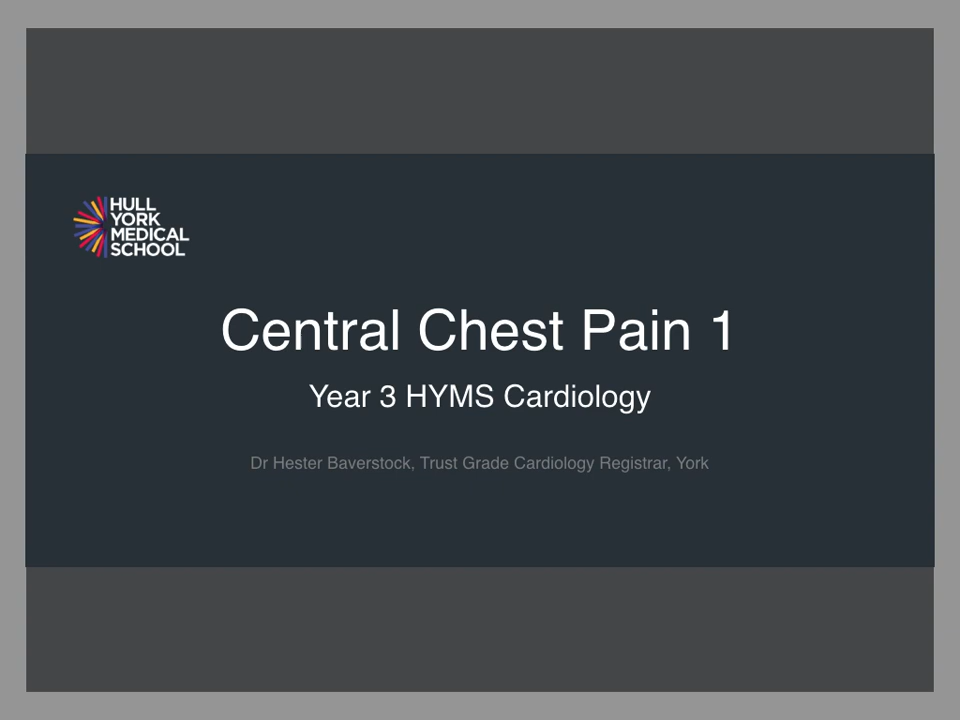 HULL
YORK
MEDICAL
SCHOOL
Central Chest Pain 1
Year 3 HYMS Cardiology
Dr Hester Baverstock, Trust Grade Cardiology Registrar, York